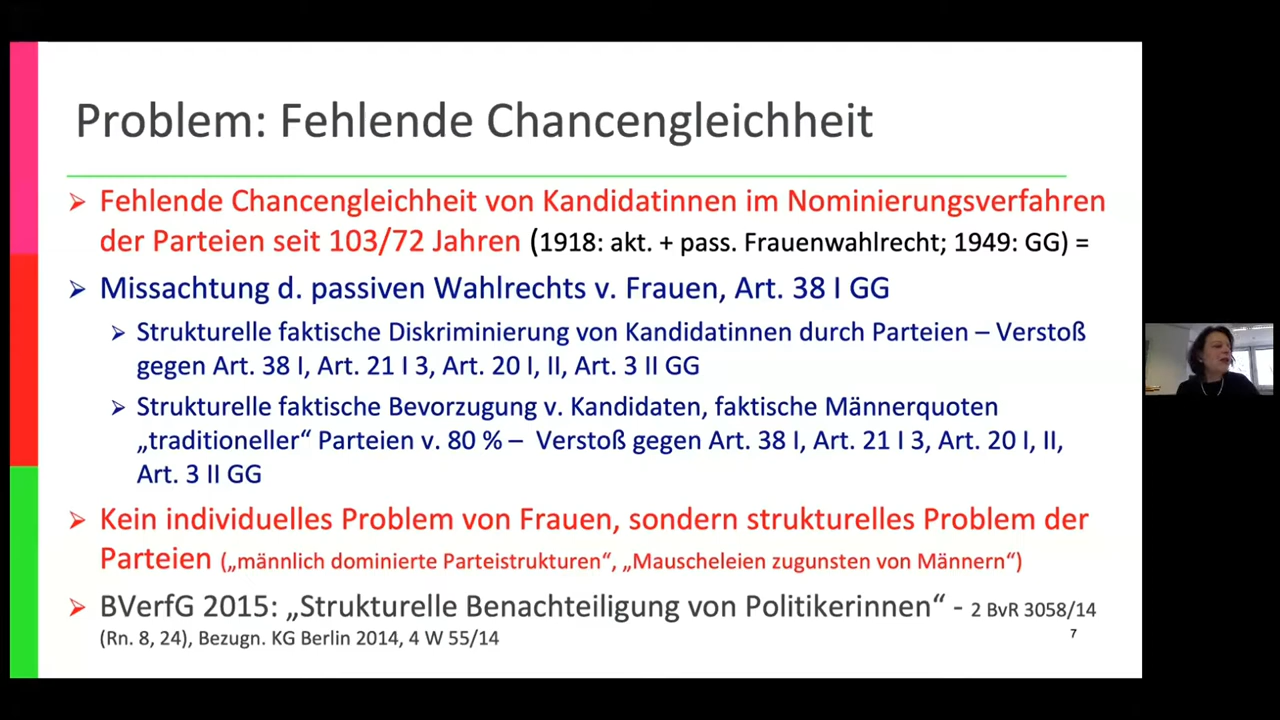 Problem: Fehlende Chancengleichheit
Fehlende Chancengleichheit von Kandidatinnen im Nominierungsverfahren
der Parteien seit 103/72 Jahren (1918: akt. + pass. Frauenwahlrecht; 1949: GG) =
Missachtung d. passiven Wahlrechts v. Frauen, Art. 38 I GG
Strukturelle faktische Diskriminierung von Kandidatinnen durch Parteien – Verstoß
gegen Art. 38 I, Art. 21 I 3, Art. 20 I, II, Art. 3 II GG
Strukturelle faktische Bevorzugung v. Kandidaten, faktische Männerquoten
„traditioneller“ Parteien v. 80 % – Verstoß gegen Art. 38 I, Art. 21 I 3, Art. 20 I, II,
Art. 3 II GG
Kein individuelles Problem von Frauen, sondern strukturelles Problem der
Parteien („männlich dominierte Parteistrukturen“, „Mauscheleien zugunsten von Männern“)
BVerfG 2015: „Strukturelle Benachteiligung von Politikerinnen“ - 2 BvR 3058/14
(Rn. 8, 24), Bezugn. KG Berlin 2014, 4 W 55/14
7